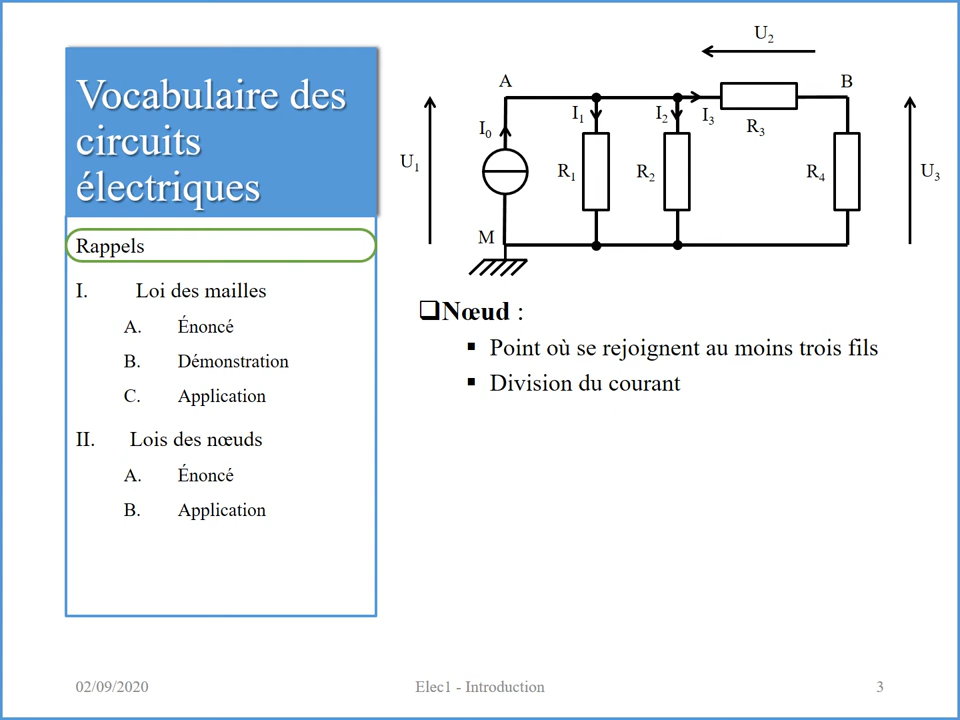 Vocabulaire des
circuits
électriques
Rappels
I. Loi des mailles
A. Énoncé
B. Démonstration
C. Application
II. Lois des nœuds
A. Énoncé
B. Application
U2
A
B
I0
I1
I2
I3
R3
U1
R1
R2
R4
U3
M
❑Nœud :
▪ Point où se rejoignent au moins trois fils
▪ Division du courant
02/09/2020
Elec1 - Introduction
3